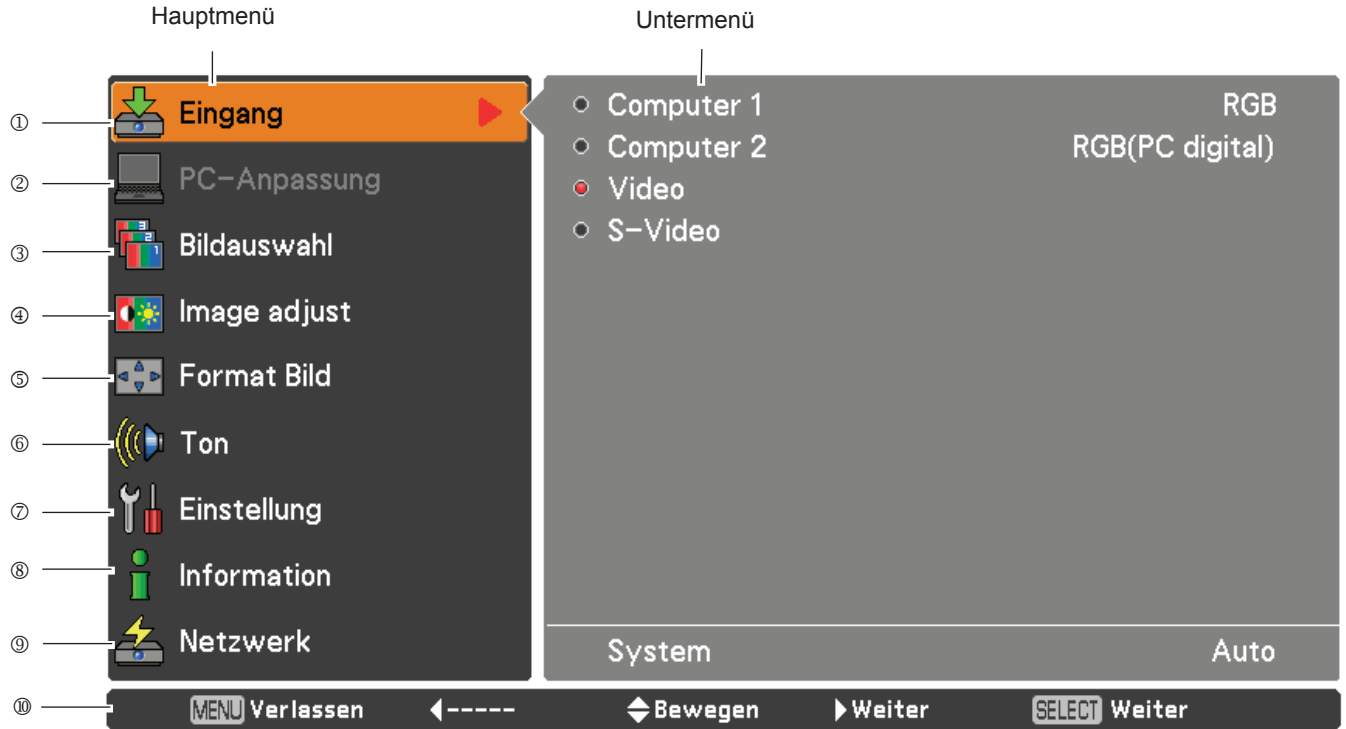 Hauptmenü
Untermenü
① Eingang
② PC-Anpassung
③ Bildauswahl
④ Image adjust
⑤ Format Bild
⑥ Ton
⑦ Einstellung
⑧ Information
⑨ Netzwerk
Computer 1 RGB
Computer 2 RGB(PC digital)
Video
S-Video
System Auto
⑩ MENU Verlassen ◀----- Bewegen ▶Weiter SELECT Weiter